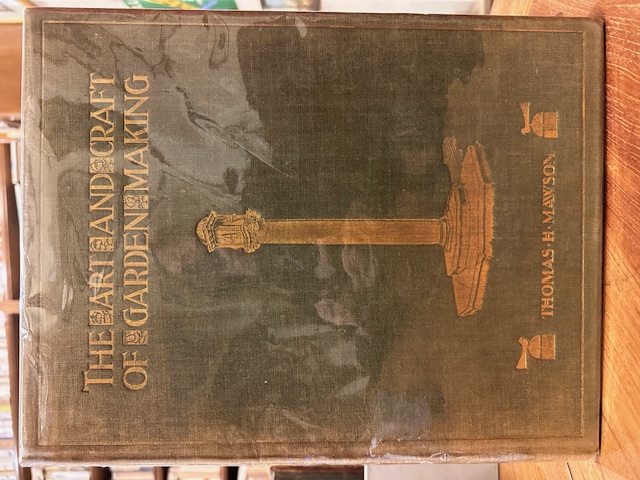 THE ART AND CRAFT
OF GARDEN MAKING
THOMAS · H · MAWSON